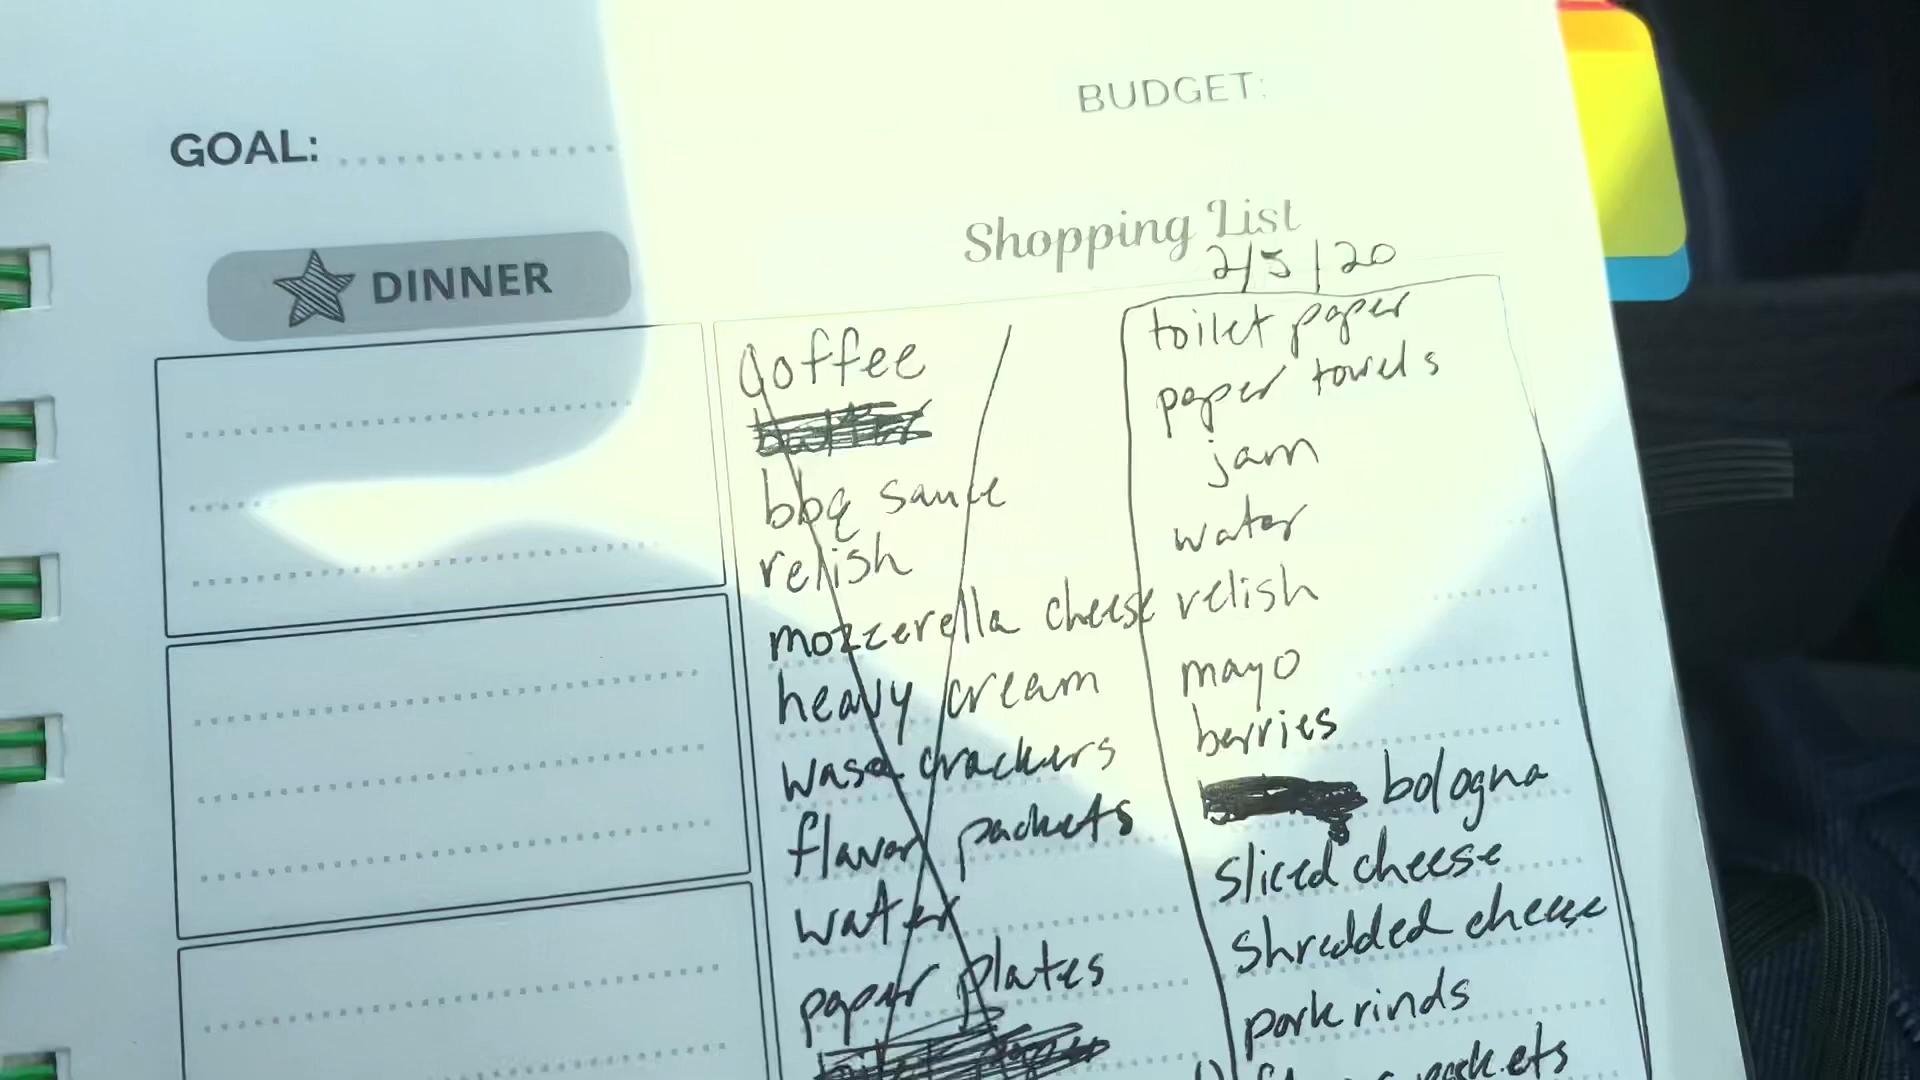 BUDGET:
GOAL:
Shopping List
2/5/20
DINNER
coffee
bbq sauce
relish
mozzerella cheese
heavy cream
wasa crackers
flavor packets
water
paper plates
toilet paper
paper towels
jam
water
relish
mayo
berries
bologna
sliced cheese
shredded cheese
pork rinds